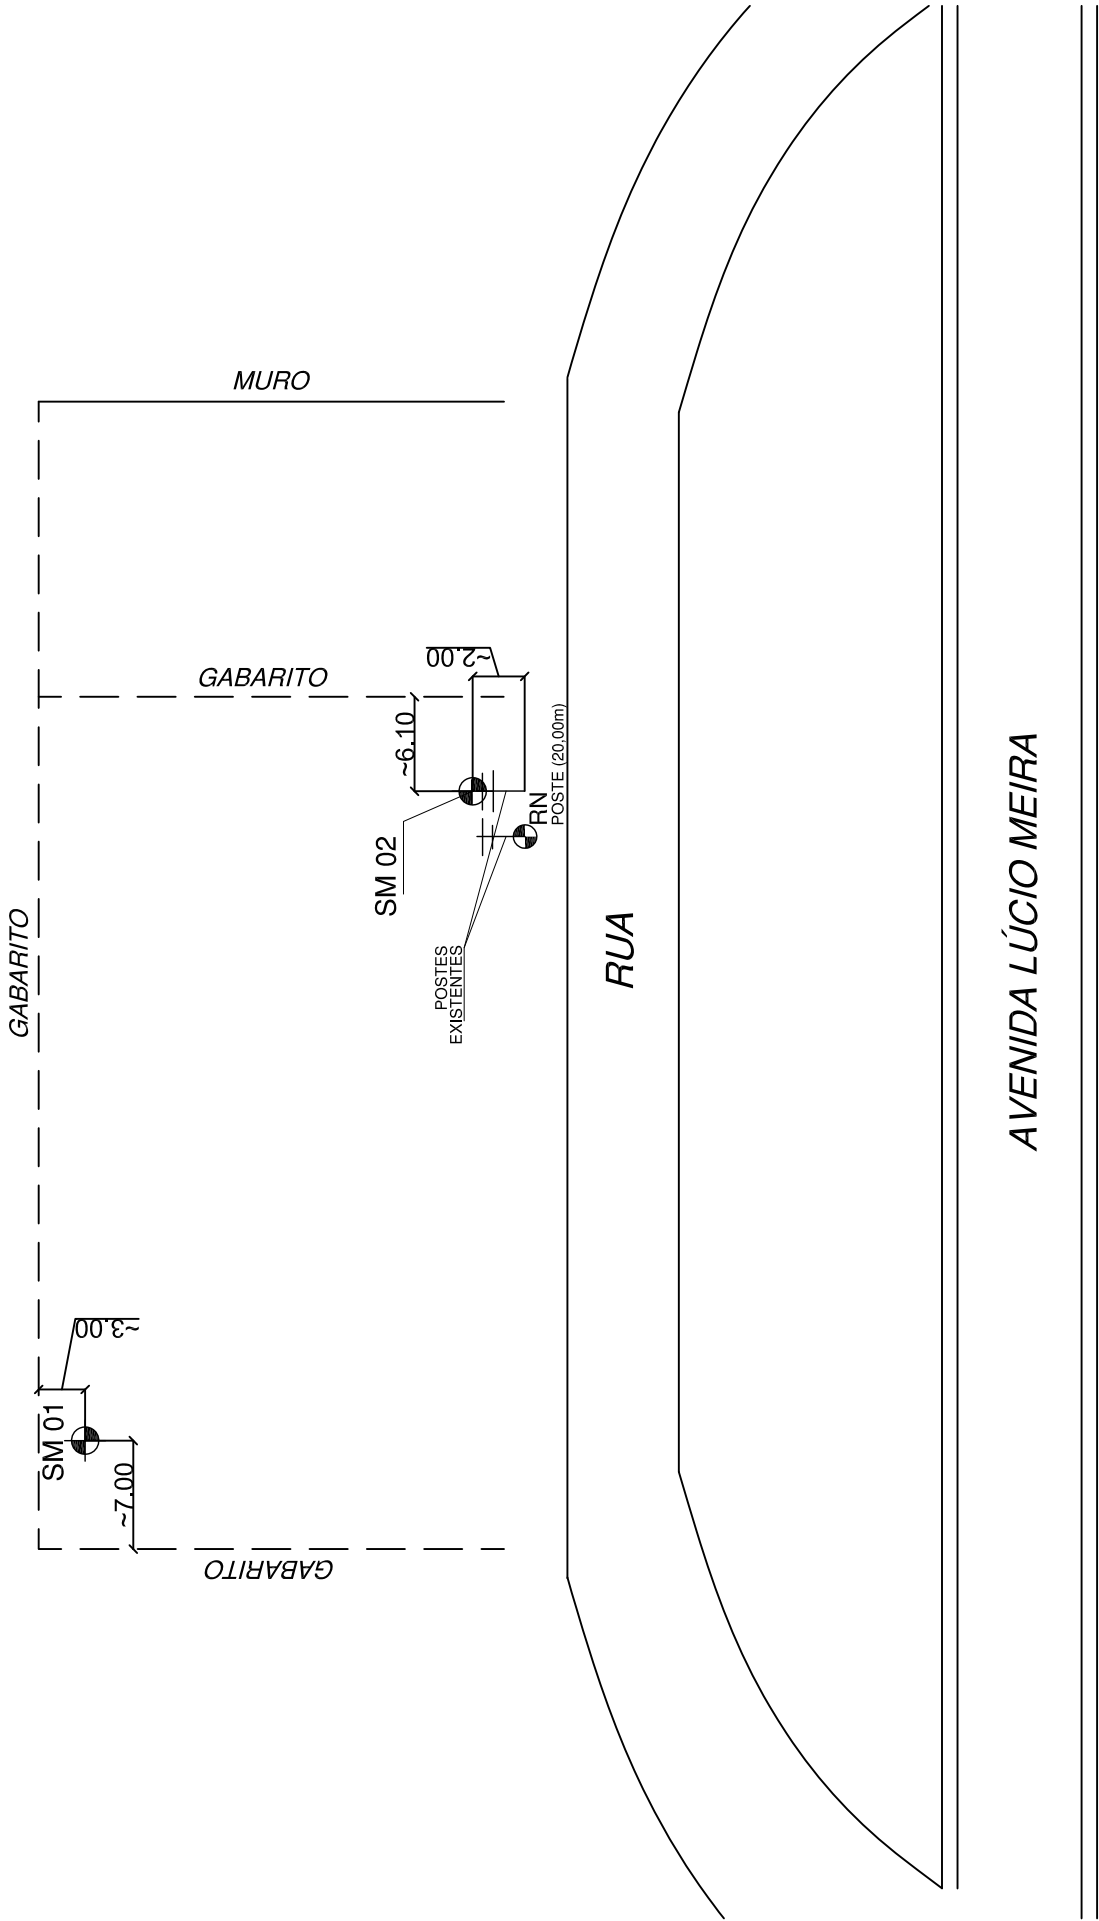 MURO
GABARITO
~2.00
~6.10
POSTE (20,00m)
RN
SM 02
POSTES
EXISTENTES
GABARITO
RUA
AVENIDA LÚCIO MEIRA
~3.00
SM 01
~7.00
GABARITO